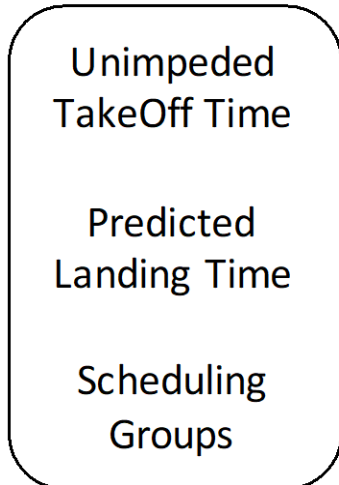 Unimpeded
TakeOff Time
Predicted
Landing Time
Scheduling
Groups